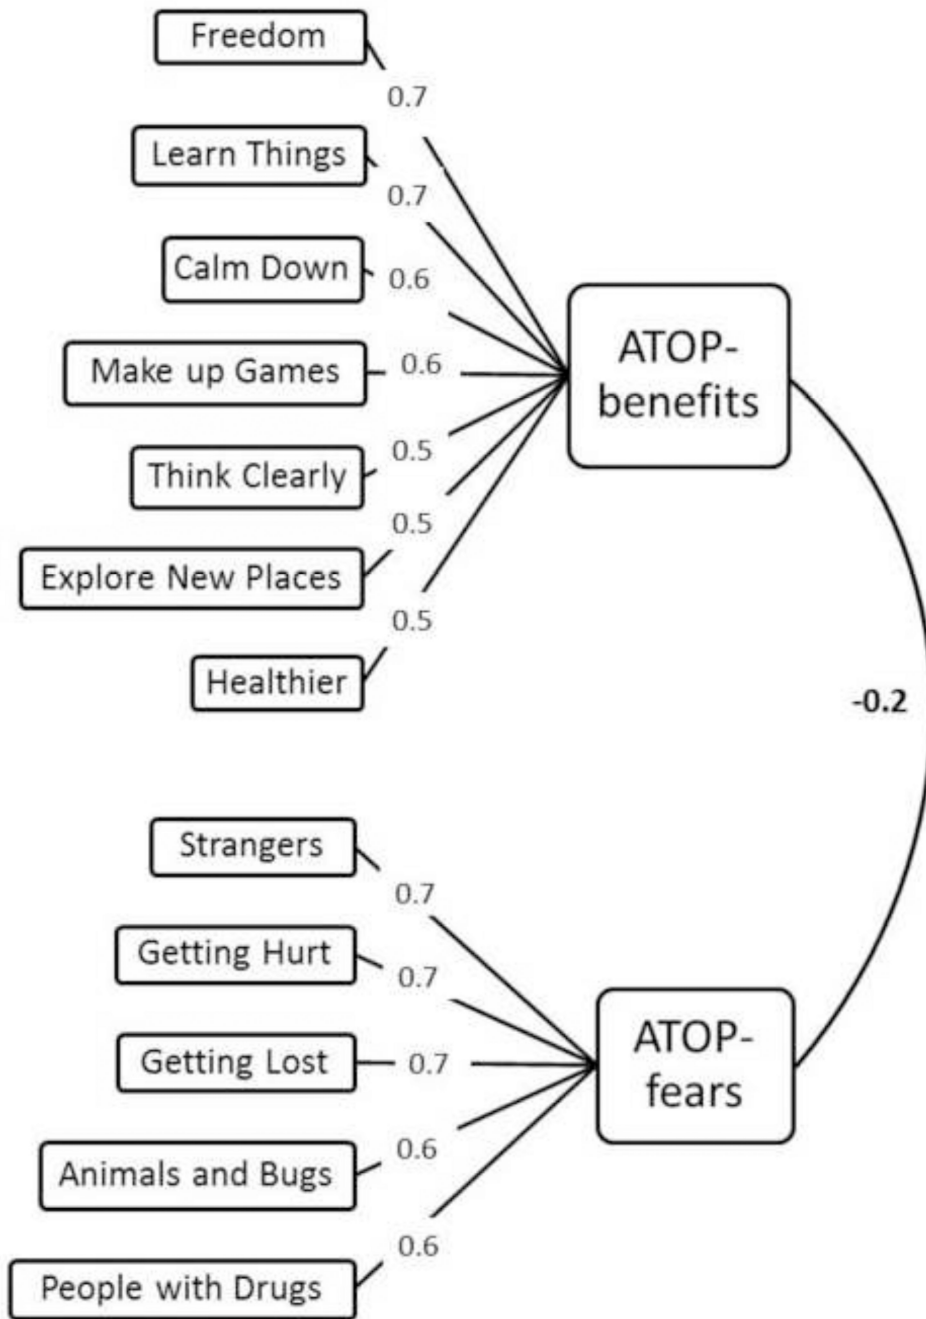 Freedom
0.7
Learn Things
0.7
Calm Down
0.6
Make up Games
0.6
Think Clearly
0.5
Explore New Places
0.5
Healthier
0.5
ATOP-
benefits
-0.2
Strangers
0.7
Getting Hurt
0.7
Getting Lost
0.7
Animals and Bugs
0.6
People with Drugs
0.6
ATOP-
fears